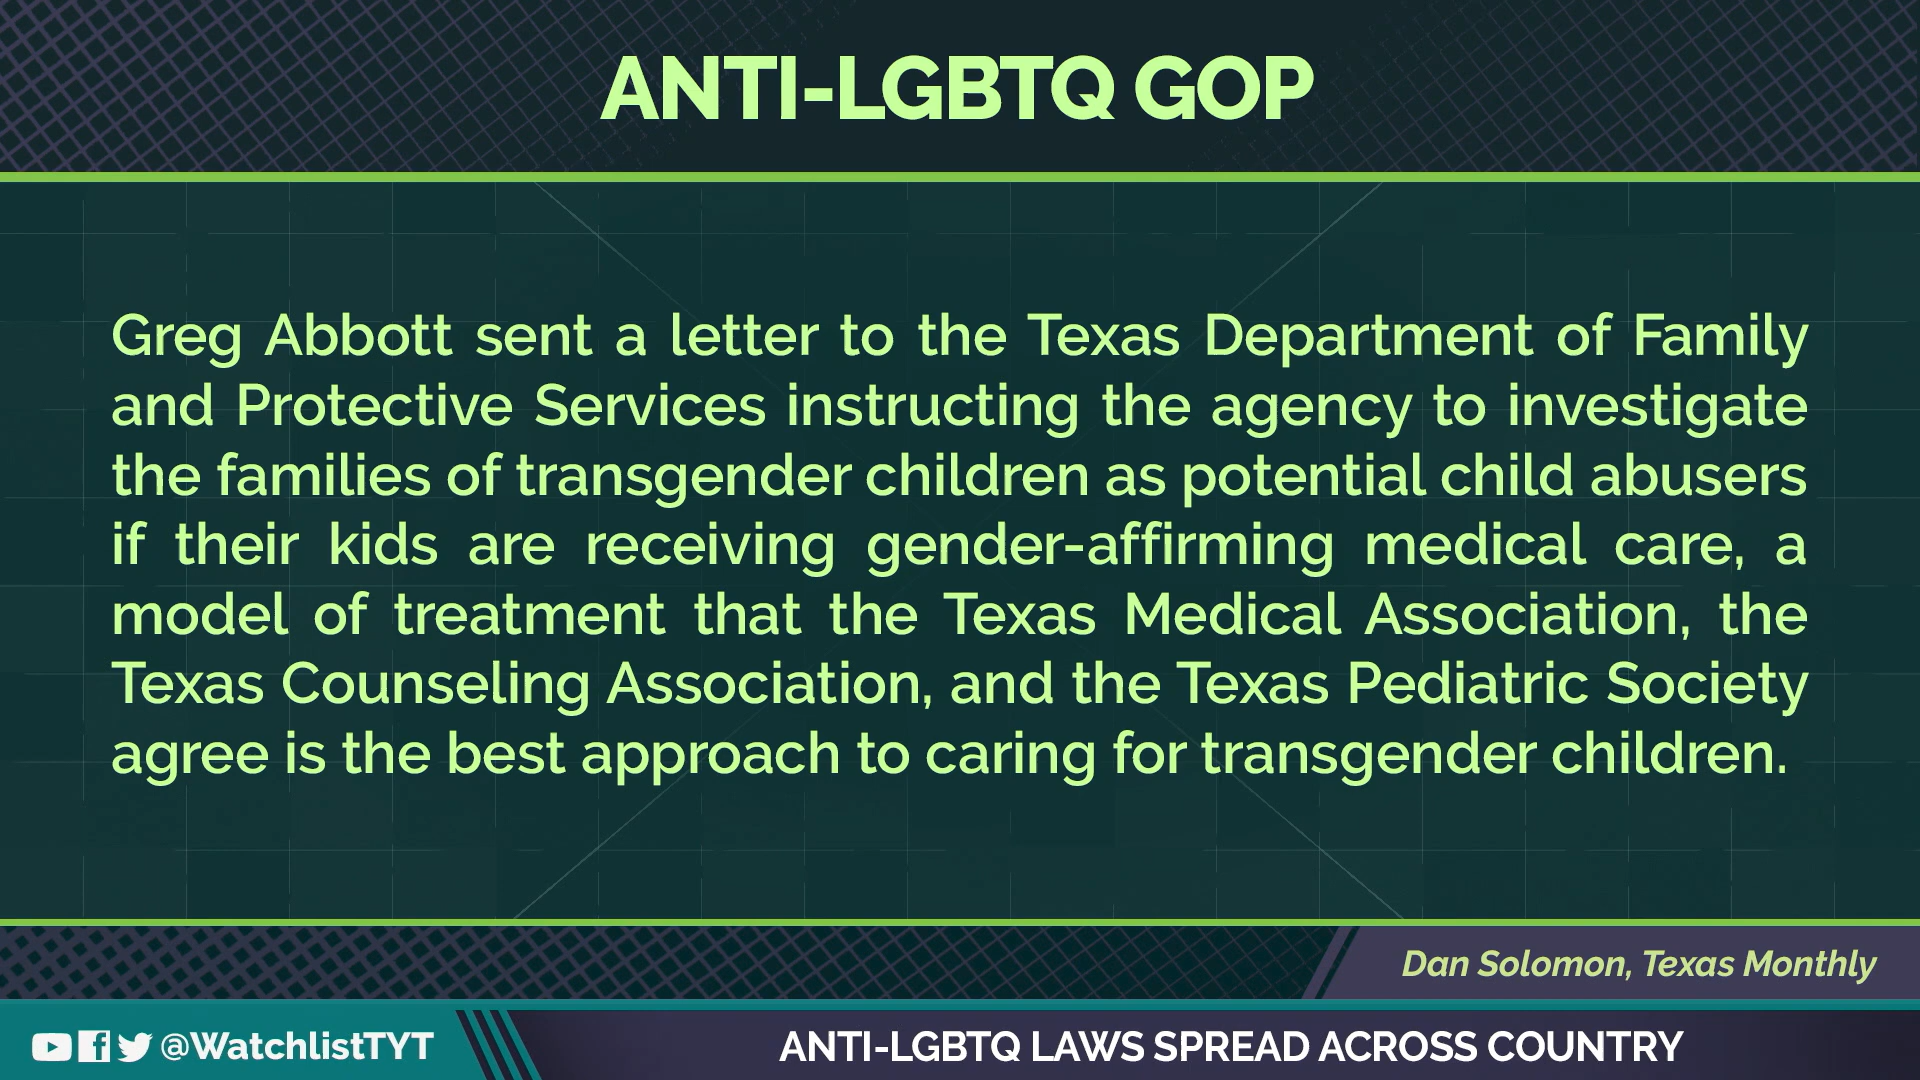 ANTI-LGBTQ GOP
Greg Abbott sent a letter to the Texas Department of Family
and Protective Services instructing the agency to investigate
the families of transgender children as potential child abusers
if their kids are receiving gender-affirming medical care, a
model of treatment that the Texas Medical Association, the
Texas Counseling Association, and the Texas Pediatric Society
agree is the best approach to caring for transgender children.
Dan Solomon, Texas Monthly
@WatchlistTYT
ANTI-LGBTQ LAWS SPREAD ACROSS COUNTRY